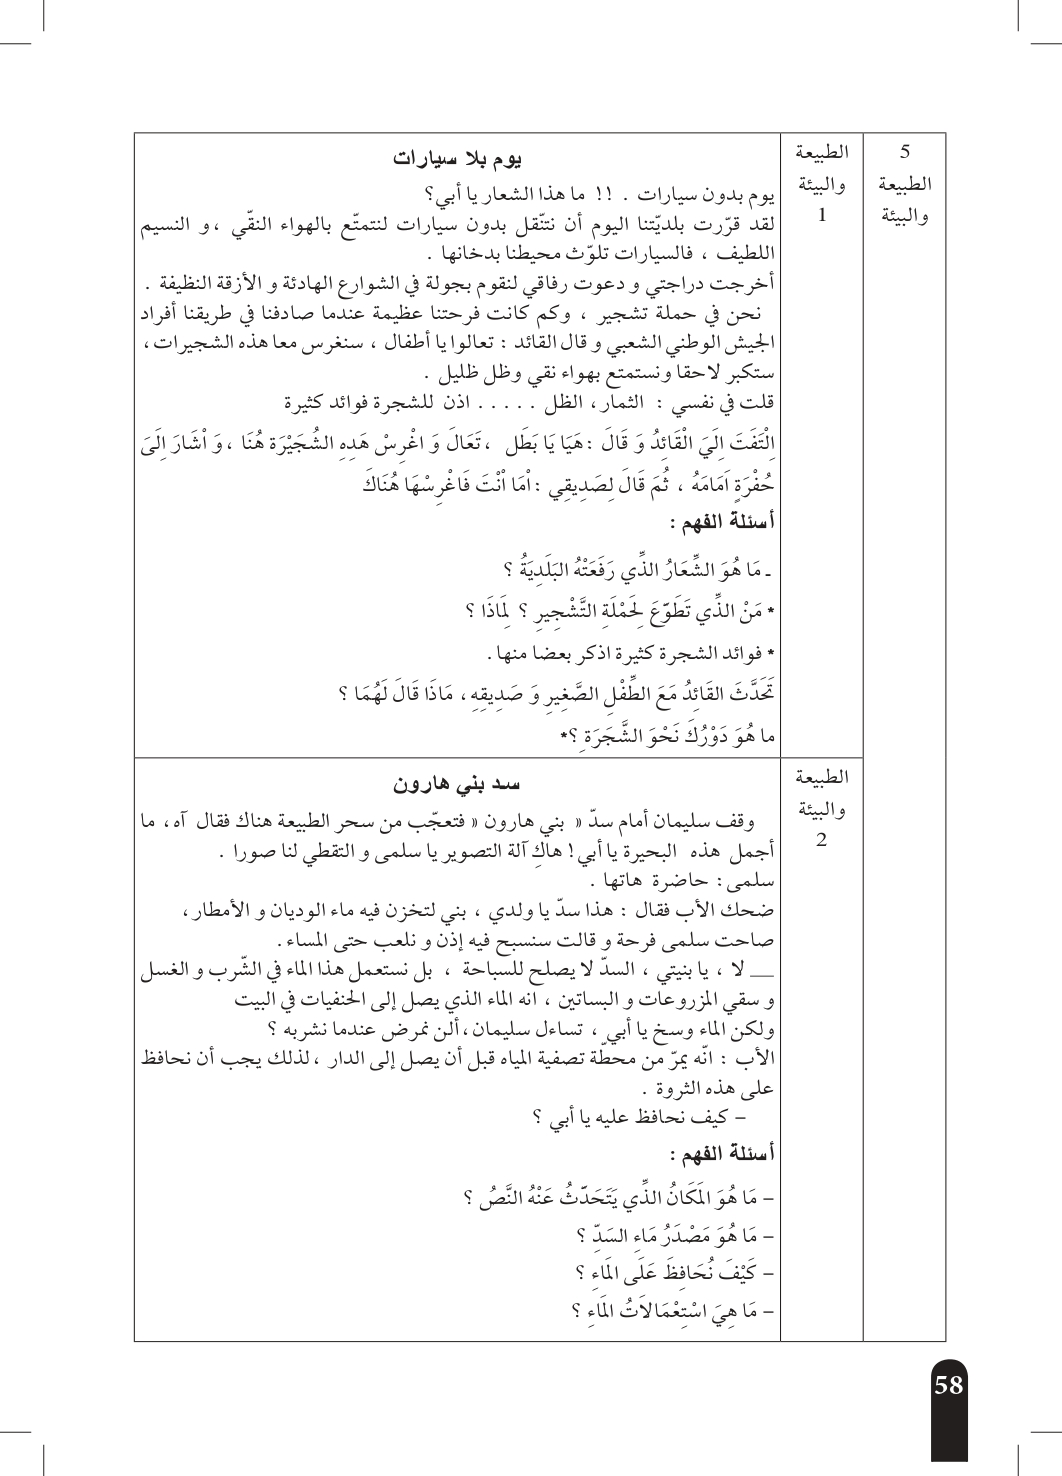 5
الطبيعة
والبيئة
الطبيعة
والبيئة
1
يوم بلا سيارات
يوم بدون سيارات . !! ما هذا الشعار يا أبي؟
لقد قرّرت بلديّتنا اليوم أن نتنّقل بدون سيارات لنتمتّع بالهواء النقّي ، و النسيم
اللطيف ، فالسيارات تلوّث محيطنا بدخانها .
أخرجت دراجتي و دعوت رفاقي لنقوم بجولة في الشوارع الهادئة و الأزقة النظيفة .
نحن في حملة تشجير ، وكم كانت فرحتنا عظيمة عندما صادفنا في طريقنا أفراد
الجيش الوطني الشعبي و قال القائد : تعالوا يا أطفال ، سنغرس معا هذه الشجيرات ،
ستكبر لاحقا ونستمتع بهواء نقي وظل ظليل .
قلت في نفسي : الثمار، الظل . . . . . اذن للشجرة فوائد كثيرة
اِلْتَفَتَ اِلَيَ الْقَائِدُ وَ قَالَ :هَيَا يَا بَطَل ، تَعَالَ وَ اغْرِسْ هَدِهِ الشُجَيْرَة هُنَا ، وَ اْشَارَ اِلَىَ
حُفْرَةٍ اَمَامَهُ ، ثُمَ قَالَ لِصَدِيقِي :اْمَا اْنْتَ فَاغْرِسْهَا هُنَاكَ
أسئلة الفهم :
ـ مَا هُوَ الشِّعَارُ الذِّي رَفَعَتْهُ البَلَدِيَةُ ؟
* مَنْ الذِّي تَطَوّعَ لِحَمْلَةِ التَّشْجِيرِ ؟ لِمَاذَا ؟
* فوائد الشجرة كثيرة اذكر بعضا منها.
تَحَدَّثَ القَائِدُ مَعَ الطِّفْلِ الصَّغِيرِ وَ صَدِيقِهِ ، مَاذَا قَالَ لَهُمَا ؟
ما هُوَ دَوْرُكَ نَحْوَ الشَّجَرَةِ ؟*
الطبيعة
والبيئة
2
سد بني هارون
وقف سليمان أمام سدّ « بني هارون « فتعجّب من سحر الطبيعة هناك فقال آه، ما
أجمل هذه البحيرة يا أبي ! هاكِ آلة التصوير يا سلمى و التقطي لنا صورا .
سلمى : حاضرة هاتها .
ضحك الأب فقال : هذا سدّ يا ولدي ، بني لتخزن فيه ماء الوديان و الأمطار ،
صاحت سلمى فرحة و قالت سنسبح فيه إذن و نلعب حتى المساء .
__ لا ، يا بنيتي ، السدّ لا يصلح للسباحة ، بل نستعمل هذا الماء في الشّرب و الغسل
و سقي المزروعات و البساتين ، انه الماء الذي يصل إلى الحنفيات في البيت
ولكن الماء وسخ يا أبي ، تساءل سليمان، ألن نمرض عندما نشربه ؟
الأب : انّه يمرّ من محطّة تصفية المياه قبل أن يصل إلى الدار ، لذلك يجب أن نحافظ
على هذه الثروة .
– كيف نحافظ عليه يا أبي ؟
أسئلة الفهم :
– مَا هُوَ المَكَانُ الذِّي يَتَحَدّثُ عَنْهُ النَّصُ ؟
– مَا هُوَ مَصْدَرُ مَاءِ السَدّ ؟
– كَيْفَ نُحَافِظَ عَلَى المَاءِ ؟
– مَا هِيَ اسْتِعْمَالاَتُ المَاءِ ؟
58